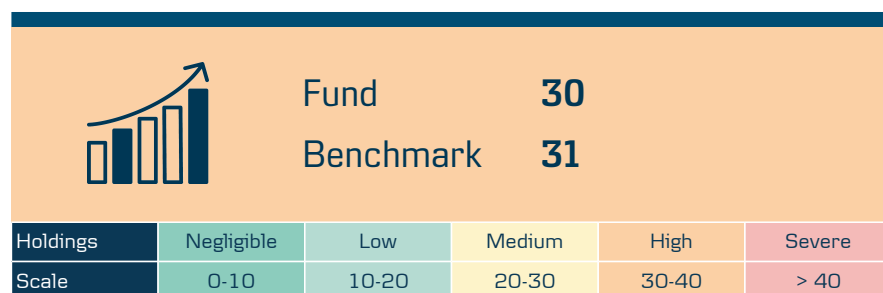 Fund 30
Benchmark 31
Holdings Negligible Low Medium High Severe
Scale 0-10 10-20 20-30 30-40 > 40